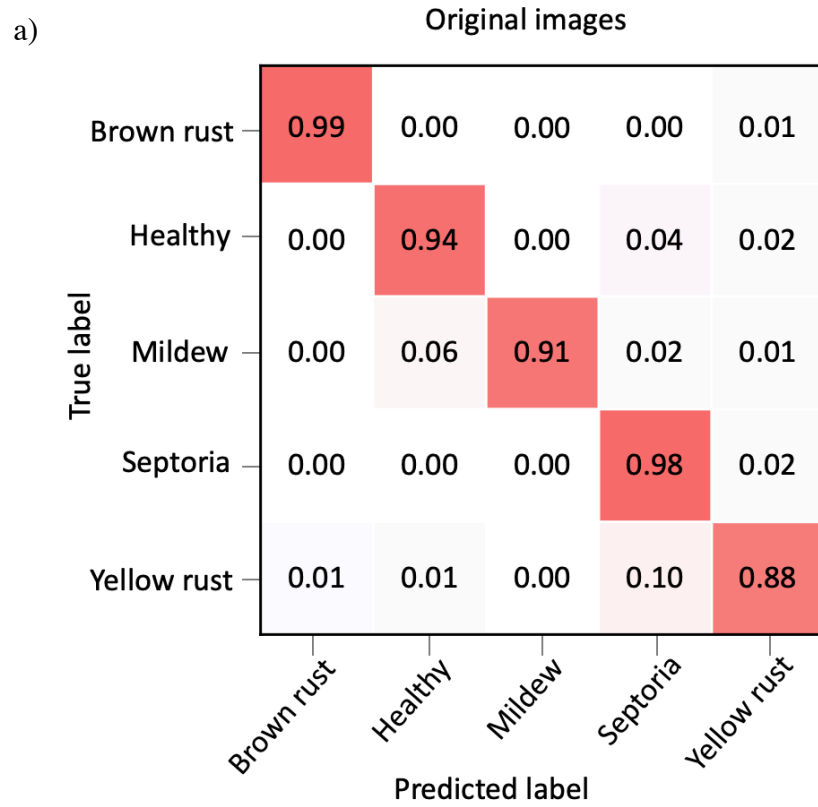 a)
Original images
Brown rust 0.99 0.00 0.00 0.00 0.01
Healthy 0.00 0.94 0.00 0.04 0.02
Mildew 0.00 0.06 0.91 0.02 0.01
Septoria 0.00 0.00 0.00 0.98 0.02
Yellow rust 0.01 0.01 0.00 0.10 0.88
True label
Brown rust Healthy Mildew Septoria Yellow rust
Predicted label